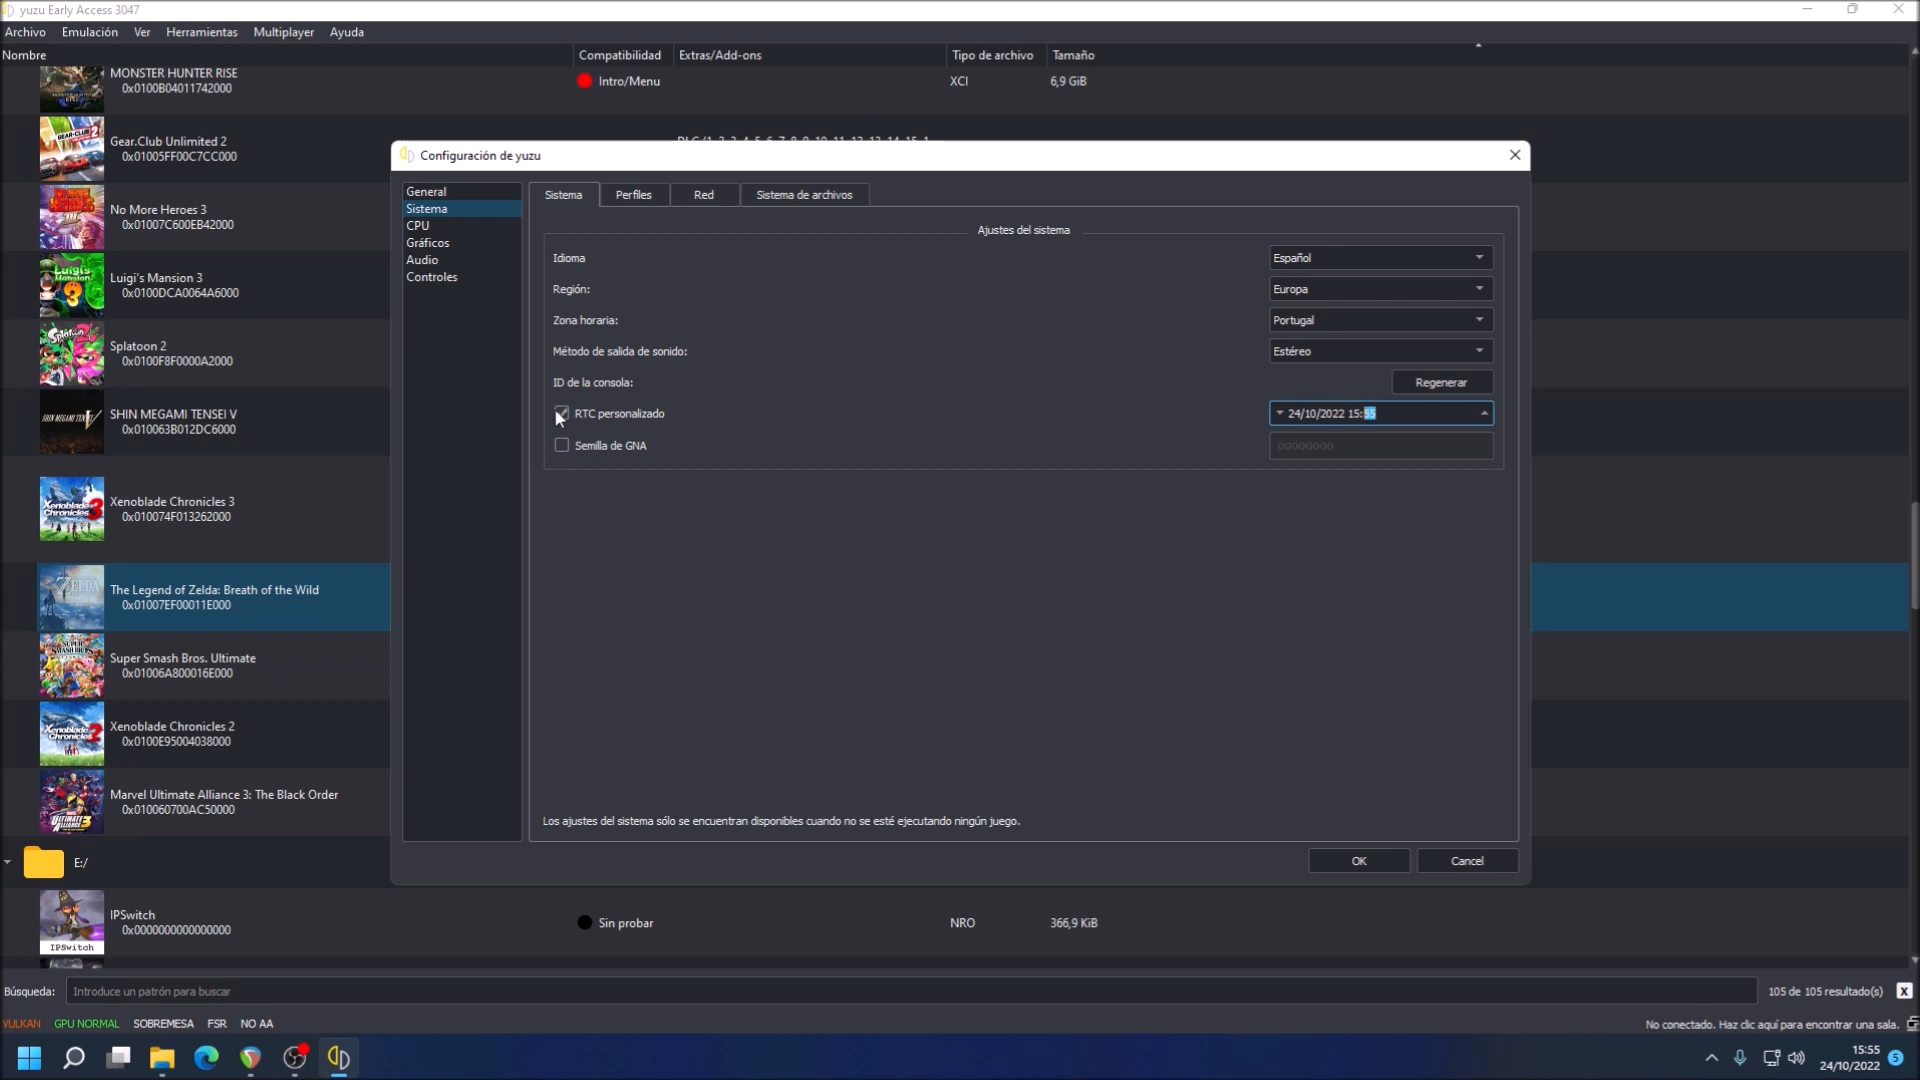 yuzu Early Access 3047
Archivo Emulación Ver Herramientas Multiplayer Ayuda
Nombre Compatibilidad Extras/Add-ons Tipo de archivo Tamaño
MONSTER HUNTER RISE
0x0100B04011742000
Intro/Menu XCI 6,9 GiB
Gear.Club Unlimited 2
0x01005FF00C7CC000
No More Heroes 3
0x01007C600EB42000
Luigi's Mansion 3
0x0100DCA0064A6000
Splatoon 2
0x0100F8F0000A2000
SHIN MEGAMI TENSEI V
0x010063B012DC6000
Xenoblade Chronicles 3
0x010074F013262000
The Legend of Zelda: Breath of the Wild
0x01007EF00011E000
Super Smash Bros. Ultimate
0x01006A800016E000
Xenoblade Chronicles 2
0x0100E95004038000
Marvel Ultimate Alliance 3: The Black Order
0x010060700AC50000
E:/
IPSwitch
0x0000000000000000
IPSwitch
Sin probar NRO 366,9 KiB
Configuración de yuzu
General
Sistema
CPU
Gráficos
Audio
Controles
Sistema Perfiles Red Sistema de archivos
Ajustes del sistema
Idioma Español
Región: Europa
Zona horaria: Portugal
Método de salida de sonido: Estéreo
ID de la consola: Regenerar
RTC personalizado 24/10/2022 15:55
Semilla de GNA 00000000
Los ajustes del sistema sólo se encuentran disponibles cuando no se esté ejecutando ningún juego.
OK Cancel
Búsqueda: Introduce un patrón para buscar 105 de 105 resultado(s) X
VULKAN GPU NORMAL SOBREMESA FSR NO AA No conectado. Haz clic aquí para encontrar una sala.
15:55
24/10/2022 5